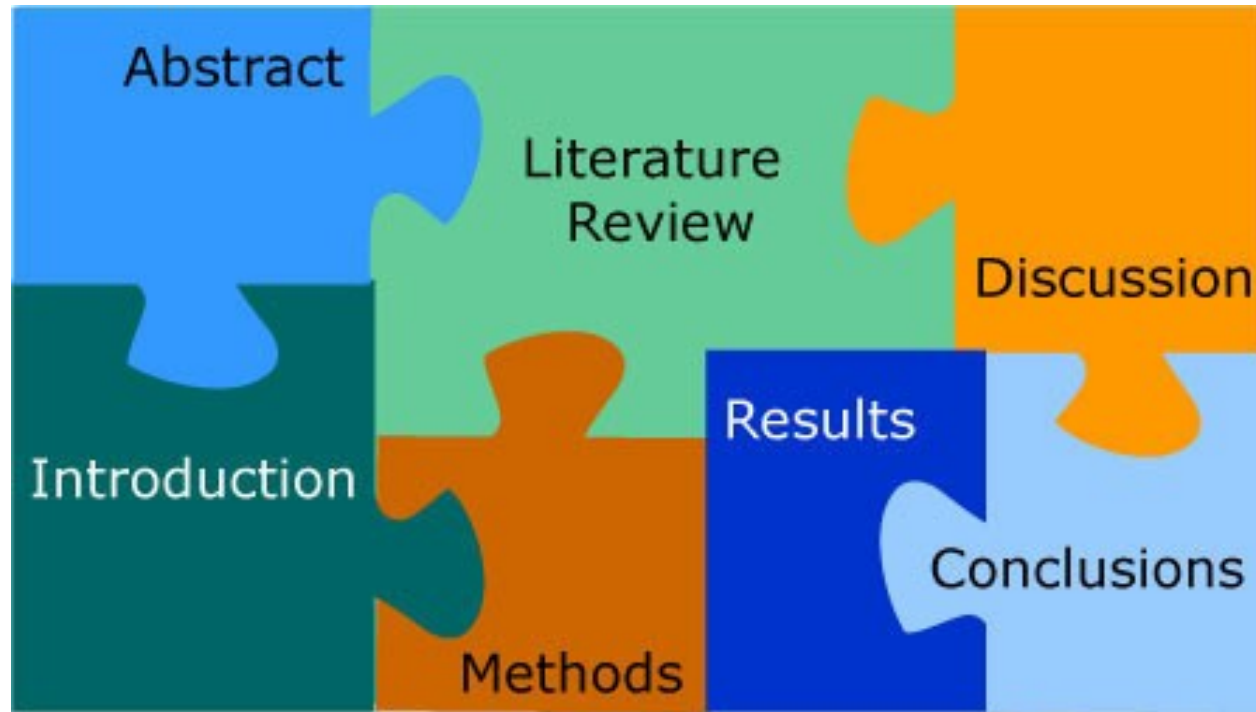 Abstract
Literature
Review
Discussion
Introduction
Methods
Results
Conclusions